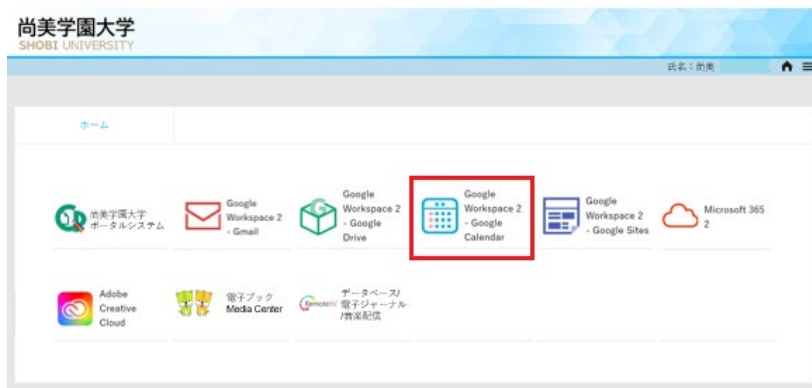 尚美学園大学
SHOBI UNIVERSITY
氏名：尚美
ホーム
尚美学園大学
ポータルシステム
Google
Workspace 2
- Gmail
Google
Workspace 2
- Google
Drive
Google
Workspace 2
- Google
Calendar
Google
Workspace 2
- Google Sites
Microsoft 365
2
Adobe
Creative
Cloud
電子ブック
Media Center
RemoteXs
データベース/
電子ジャーナル
/音楽配信